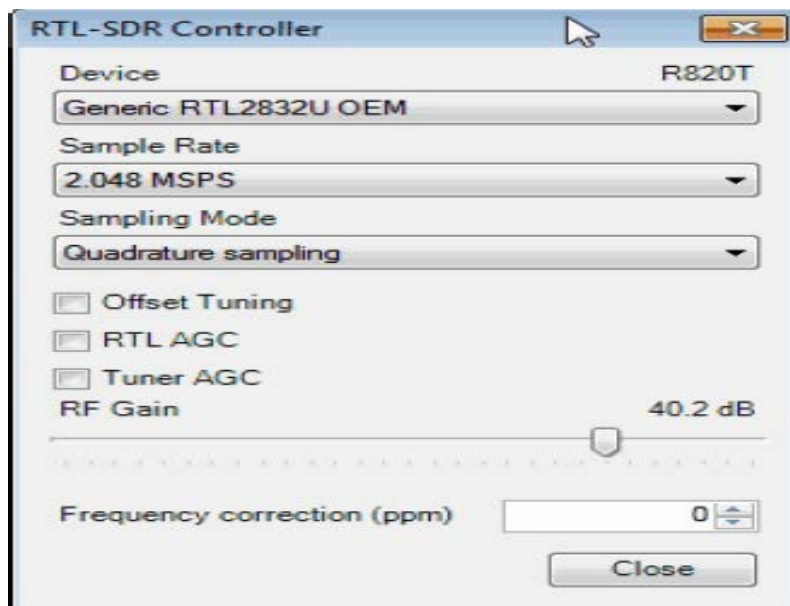 RTL-SDR Controller
Device R820T
Generic RTL2832U OEM
Sample Rate
2.048 MSPS
Sampling Mode
Quadrature sampling
Offset Tuning
RTL AGC
Tuner AGC
RF Gain 40.2 dB
Frequency correction (ppm) 0
Close